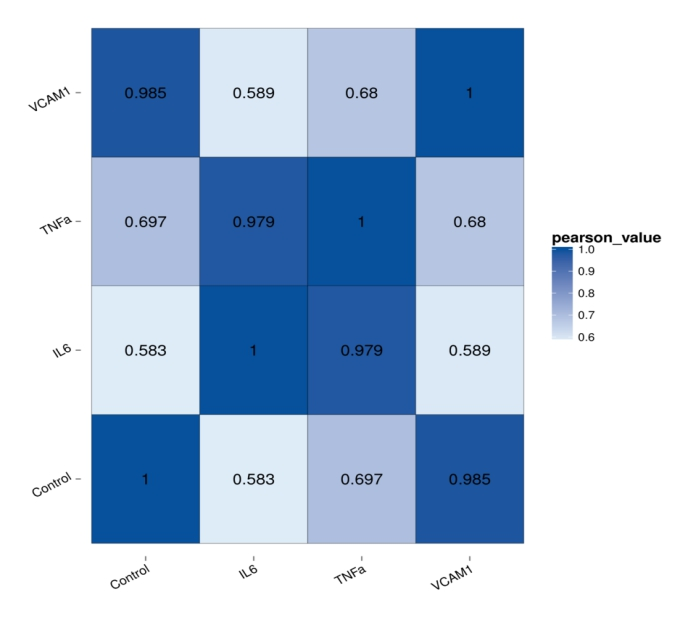 VCAM1
0.985 0.589 0.68 1
TNFa
0.697 0.979 1 0.68
IL6
0.583 1 0.979 0.589
Control
1 0.583 0.697 0.985
Control IL6 TNFa VCAM1
pearson_value
1.0
0.9
0.8
0.7
0.6